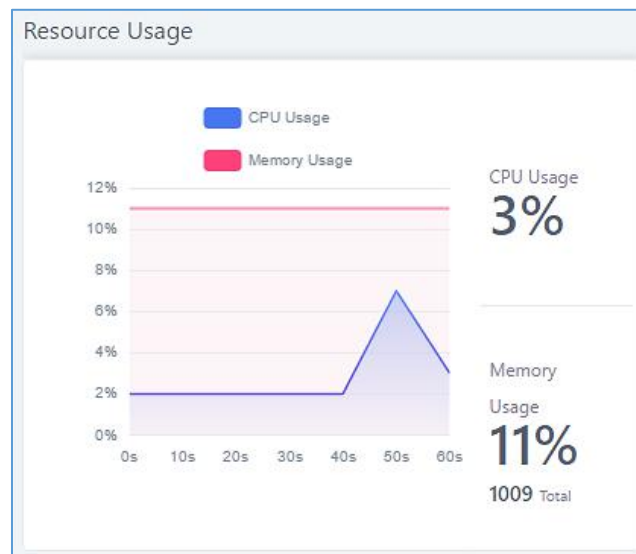 Resource Usage
CPU Usage
Memory Usage
12%
10%
8%
6%
4%
2%
0%
0s 10s 20s 30s 40s 50s 60s
CPU Usage
3%
Memory
Usage
11%
1009 Total